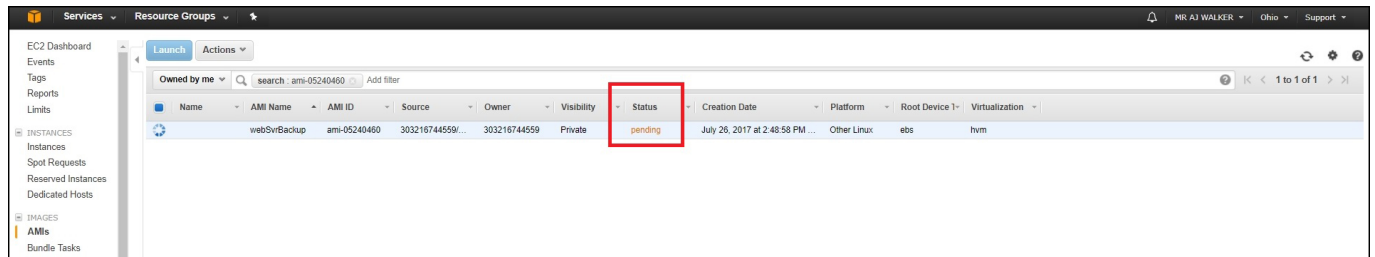 Services Resource Groups MR AJ WALKER Ohio Support
EC2 Dashboard
Events
Tags
Reports
Limits
INSTANCES
Instances
Spot Requests
Reserved Instances
Dedicated Hosts
IMAGES
AMIs
Bundle Tasks
Launch Actions
Owned by me search : ami-05240460 Add filter 1 to 1 of 1
Name AMI Name AMI ID Source Owner Visibility Status Creation Date Platform Root Device T Virtualization
webSvrBackup ami-05240460 303216744559/... 303216744559 Private pending July 26, 2017 at 2:48:58 PM ... Other Linux ebs hvm